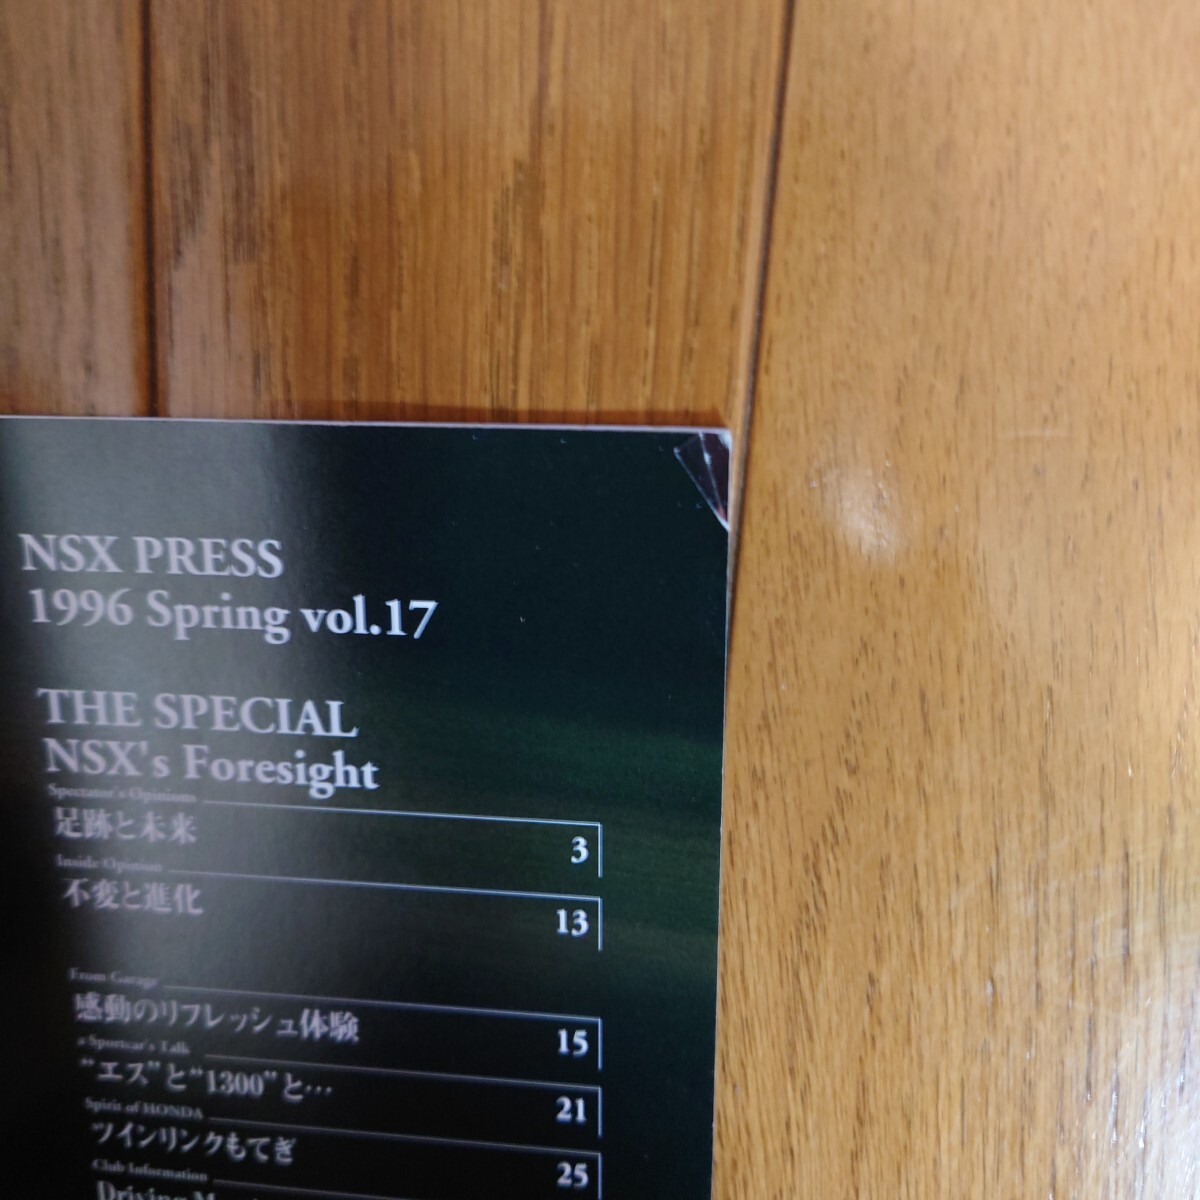 NSX PRESS
1996 Spring vol.17
THE SPECIAL
NSX's Foresight
Spectator's Opinions
足跡と未来 3
Inside Opinion
不変と進化 13
From Garage
感動のリフレッシュ体験 15
a Sportcar's Talk
“エス”と“1300”と… 21
Spirit of HONDA
ツインリンクもてぎ 25
Club Information
Driving